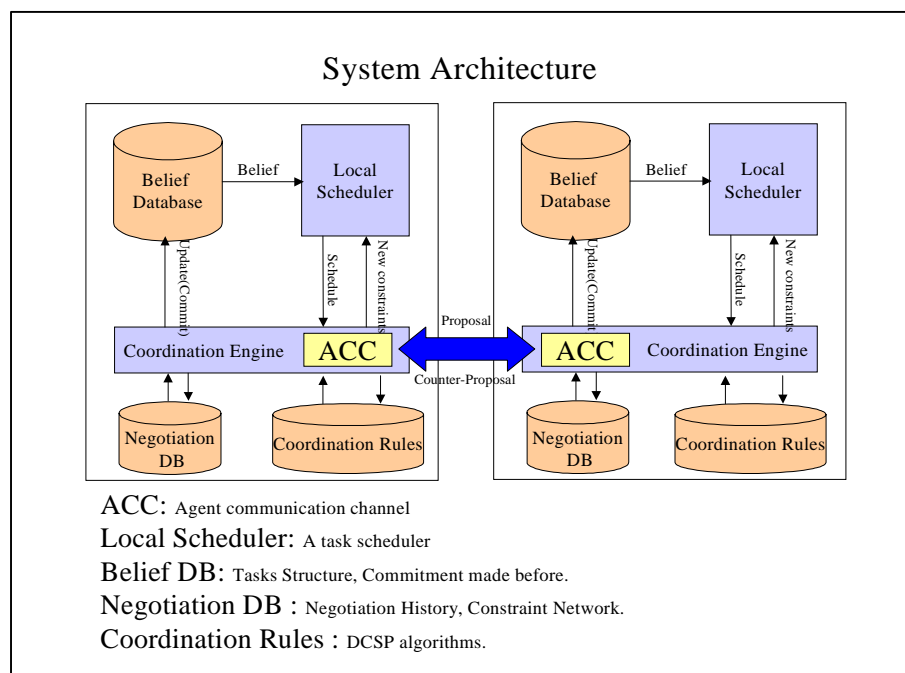 System Architecture
Belief
Database
Belief
Local
Scheduler
Update(Commit)
Schedule
New constraints
Coordination Engine
ACC
Negotiation
DB
Coordination Rules
Proposal
Counter-Proposal
Belief
Database
Belief
Local
Scheduler
Update(Commit)
Schedule
New constraints
ACC
Coordination Engine
Negotiation
DB
Coordination Rules
ACC: Agent communication channel
Local Scheduler: A task scheduler
Belief DB: Tasks Structure, Commitment made before.
Negotiation DB : Negotiation History, Constraint Network.
Coordination Rules : DCSP algorithms.